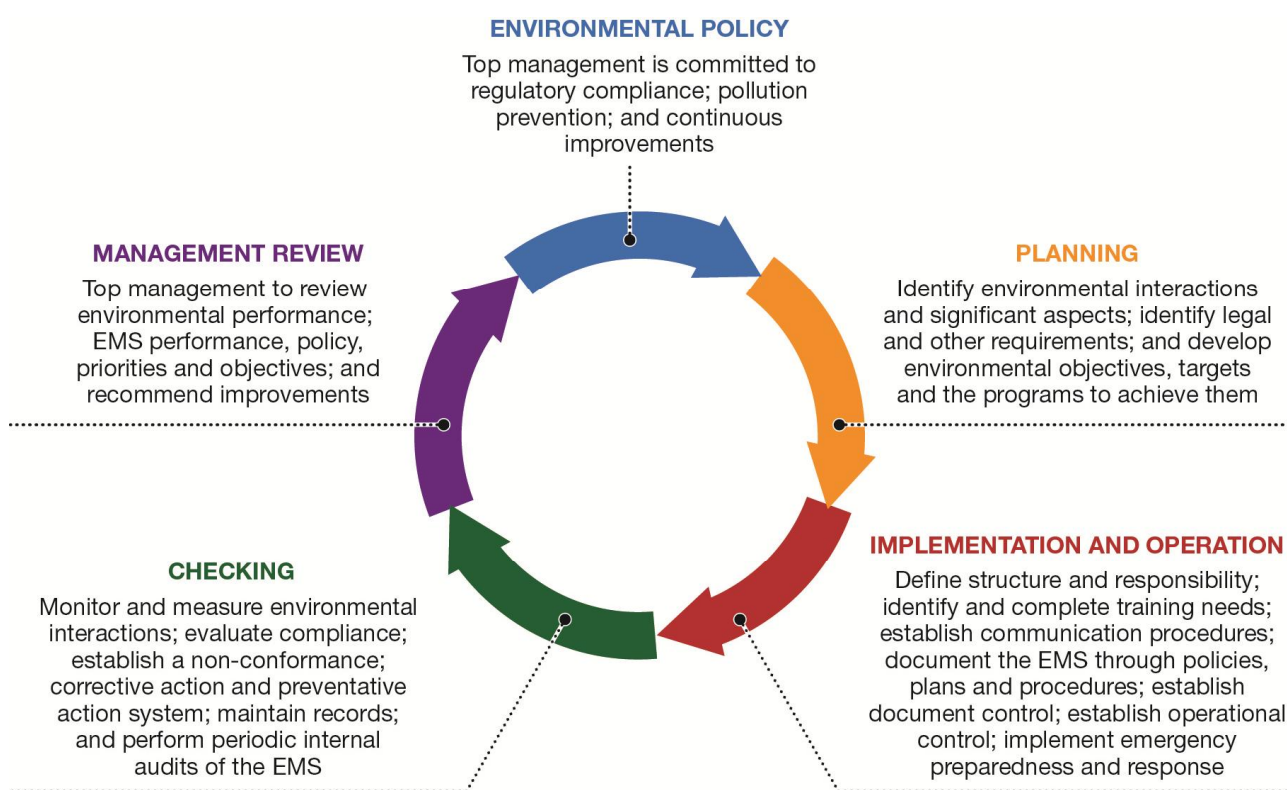 ENVIRONMENTAL POLICY
Top management is committed to
regulatory compliance; pollution
prevention; and continuous
improvements
MANAGEMENT REVIEW
Top management to review
environmental performance;
EMS performance, policy,
priorities and objectives; and
recommend improvements
PLANNING
Identify environmental interactions
and significant aspects; identify legal
and other requirements; and develop
environmental objectives, targets
and the programs to achieve them
CHECKING
Monitor and measure environmental
interactions; evaluate compliance;
establish a non-conformance;
corrective action and preventative
action system; maintain records;
and perform periodic internal
audits of the EMS
IMPLEMENTATION AND OPERATION
Define structure and responsibility;
identify and complete training needs;
establish communication procedures;
document the EMS through policies,
plans and procedures; establish
document control; establish operational
control; implement emergency
preparedness and response